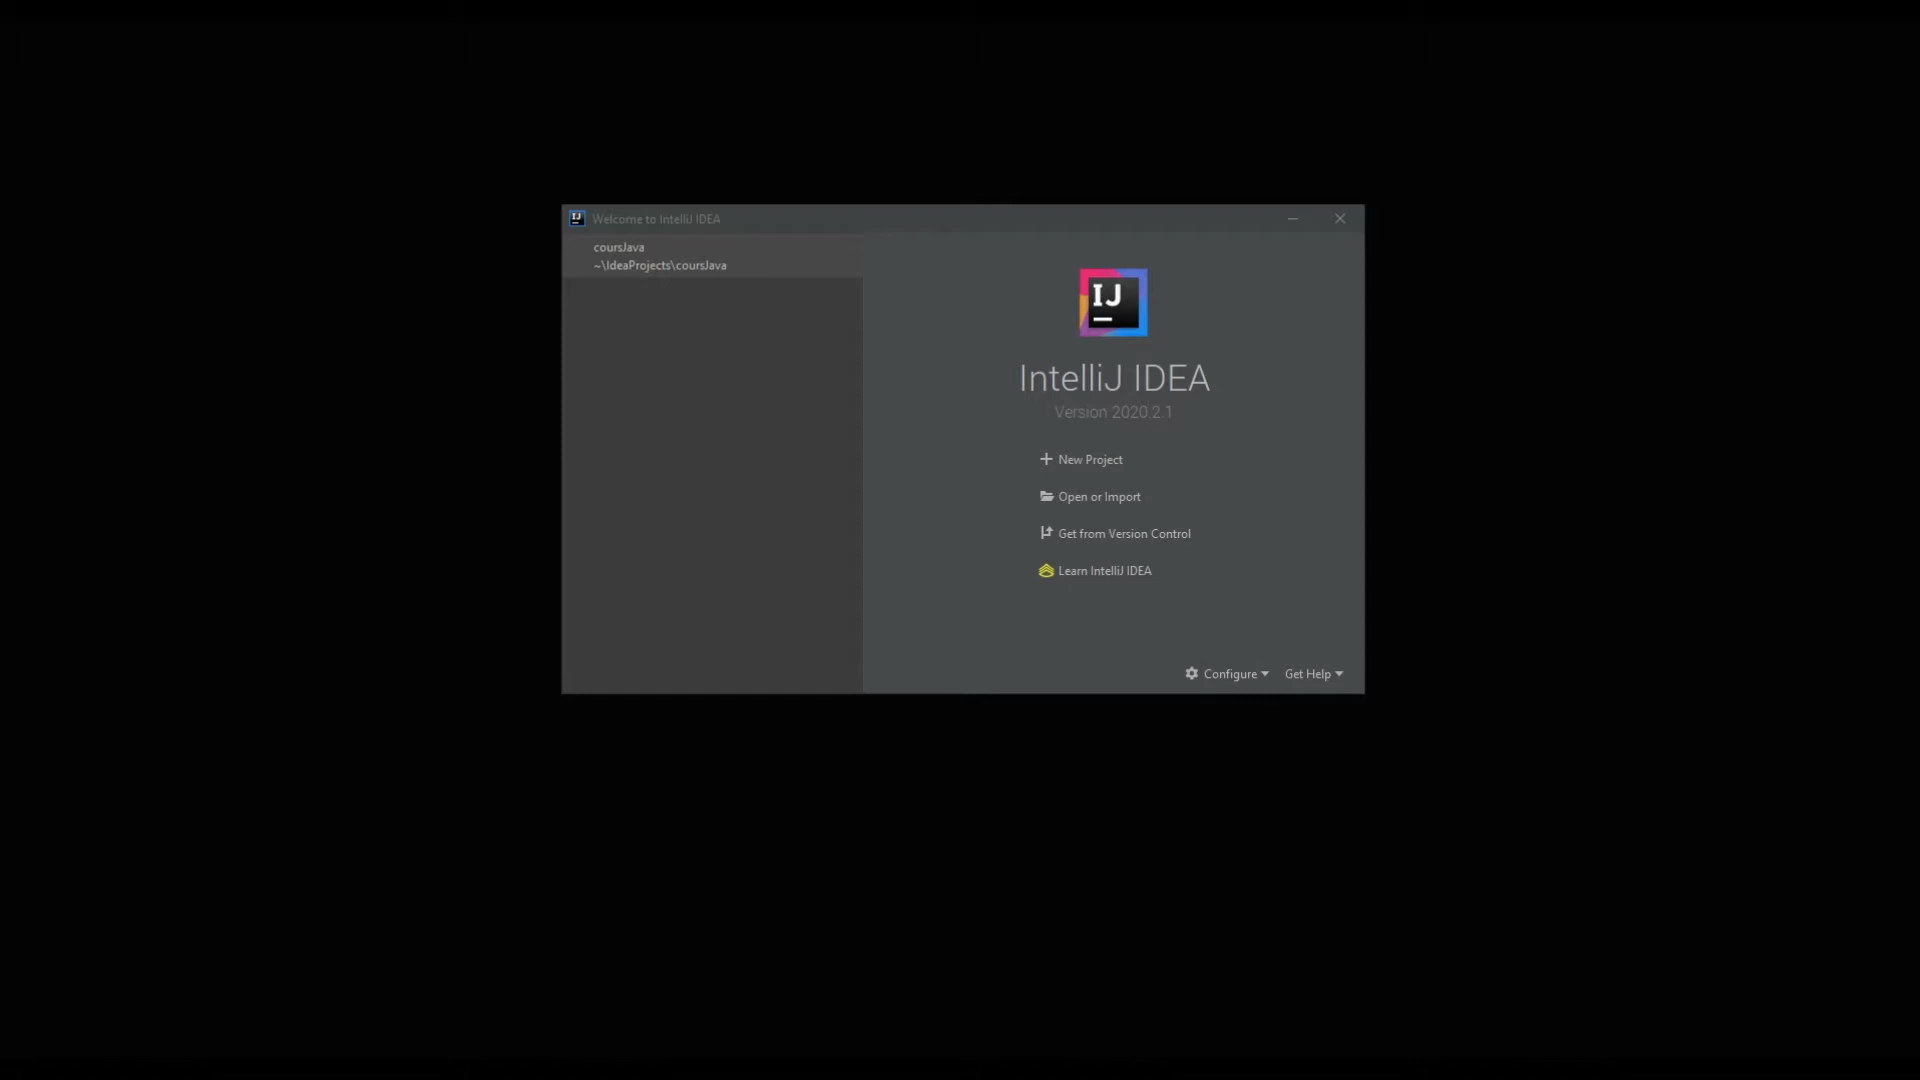 Welcome to IntelliJ IDEA
coursJava
~\IdeaProjects\coursJava
IJ
IntelliJ IDEA
Version 2020.2.1
New Project
Open or Import
Get from Version Control
Learn IntelliJ IDEA
Configure
Get Help